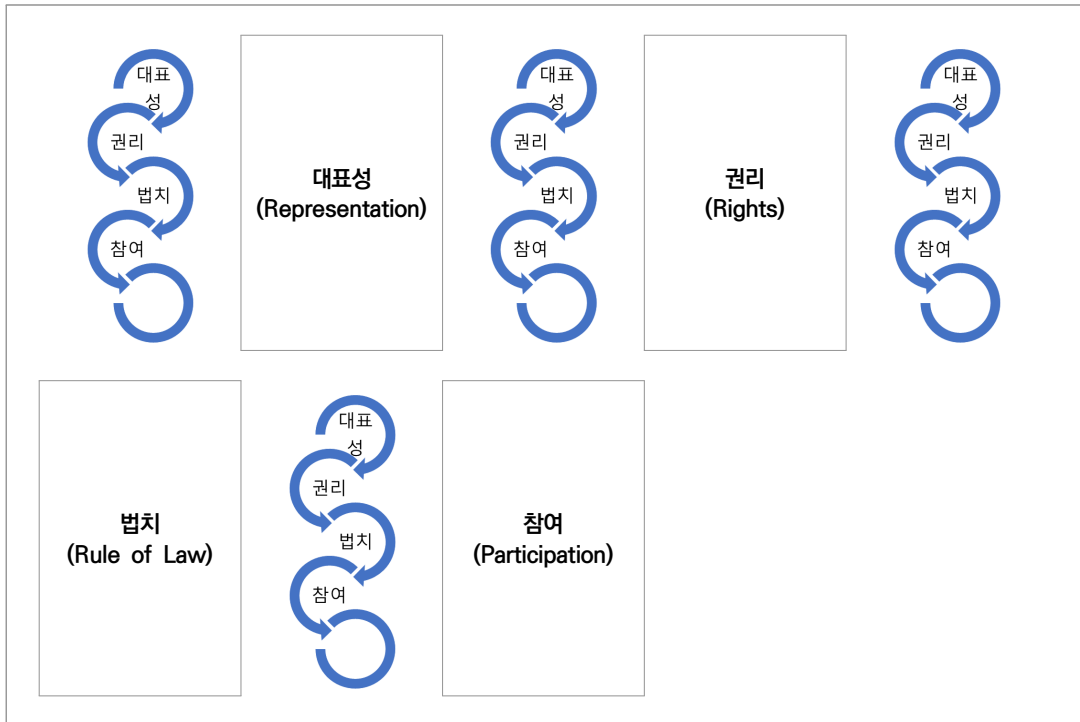 대표
성
권리
법치
참여
대표성
(Representation)
대표
성
권리
법치
참여
권리
(Rights)
대표
성
권리
법치
참여
법치
(Rule of Law)
대표
성
권리
법치
참여
참여
(Participation)